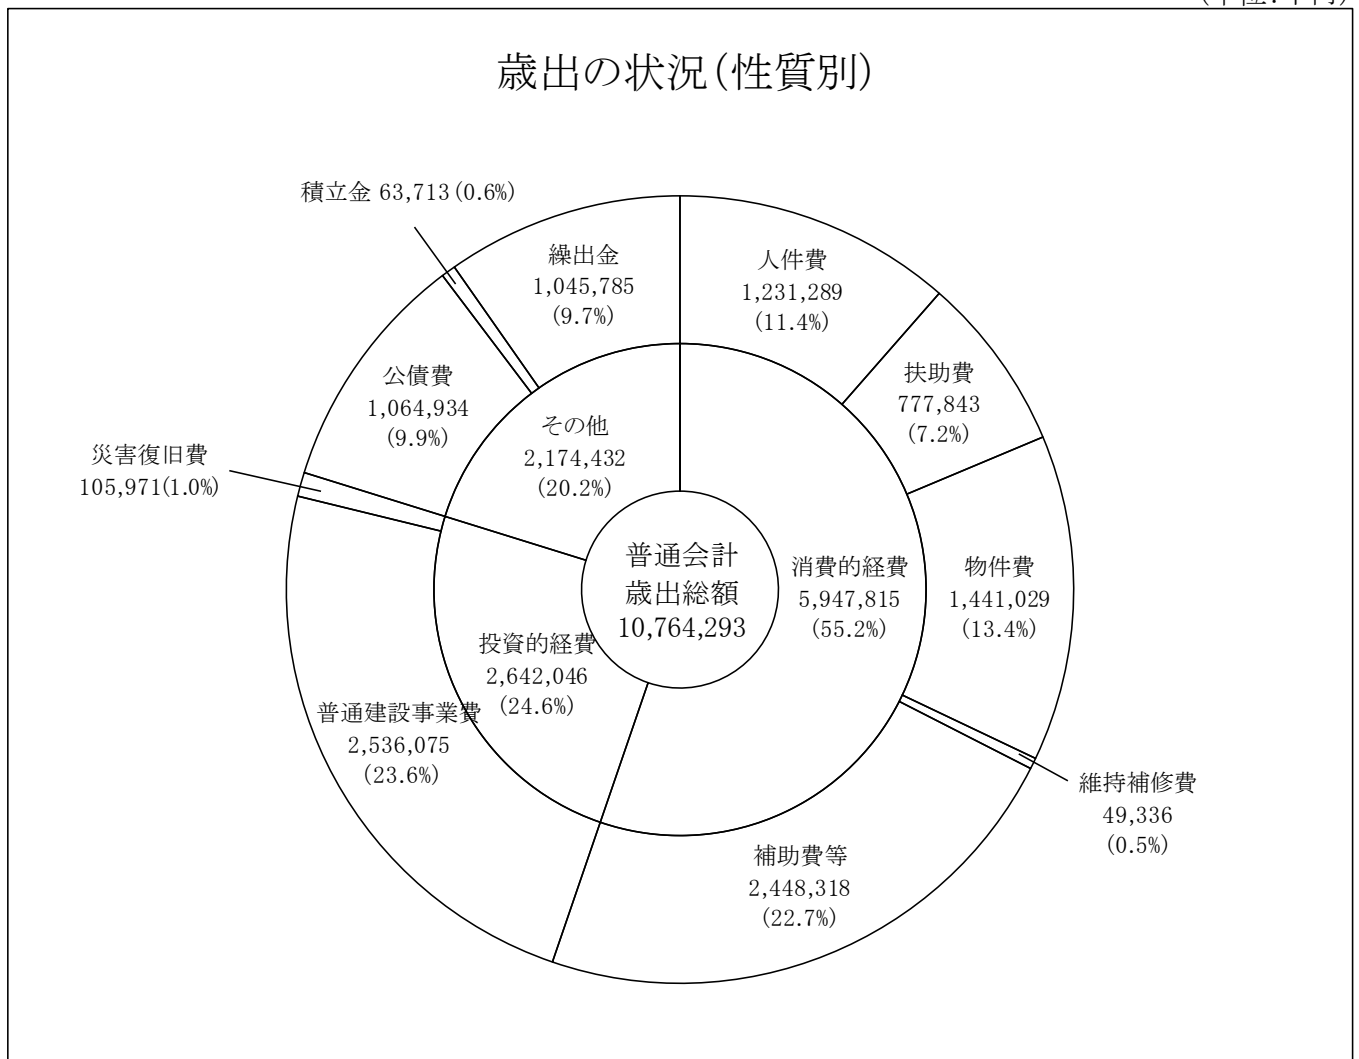 歳出の状況(性質別)
積立金 63,713(0.6%)
繰出金
1,045,785
(9.7%)
人件費
1,231,289
(11.4%)
公債費
1,064,934
(9.9%)
扶助費
777,843
(7.2%)
その他
2,174,432
(20.2%)
災害復旧費
105,971(1.0%)
普通会計
歳出総額
10,764,293
消費的経費
5,947,815
(55.2%)
物件費
1,441,029
(13.4%)
投資的経費
2,642,046
(24.6%)
普通建設事業費
2,536,075
(23.6%)
維持補修費
49,336
(0.5%)
補助費等
2,448,318
(22.7%)